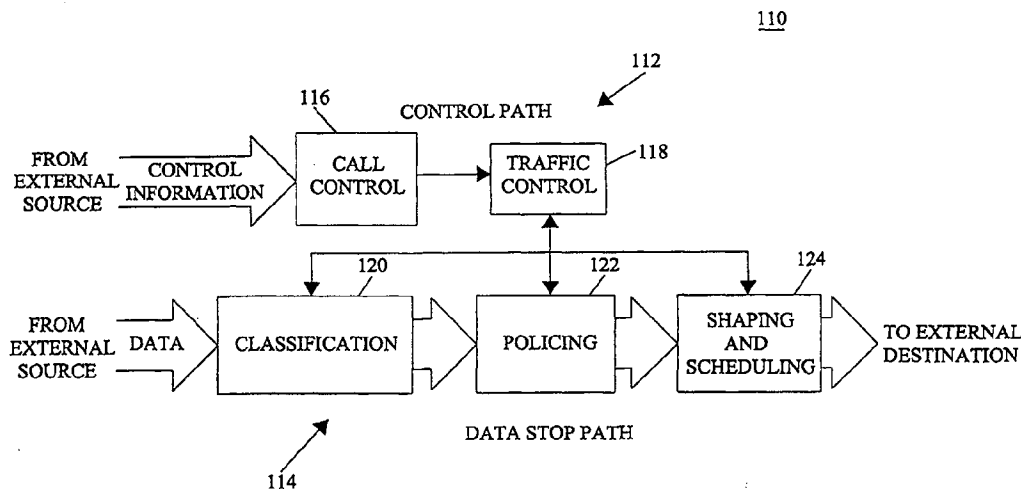 110
112
116
CONTROL PATH
FROM
EXTERNAL
SOURCE
CONTROL
INFORMATION
CALL
CONTROL
TRAFFIC
CONTROL
118
120
122
124
FROM
EXTERNAL
SOURCE
DATA
CLASSIFICATION
POLICING
SHAPING
AND
SCHEDULING
TO EXTERNAL
DESTINATION
DATA STOP PATH
114